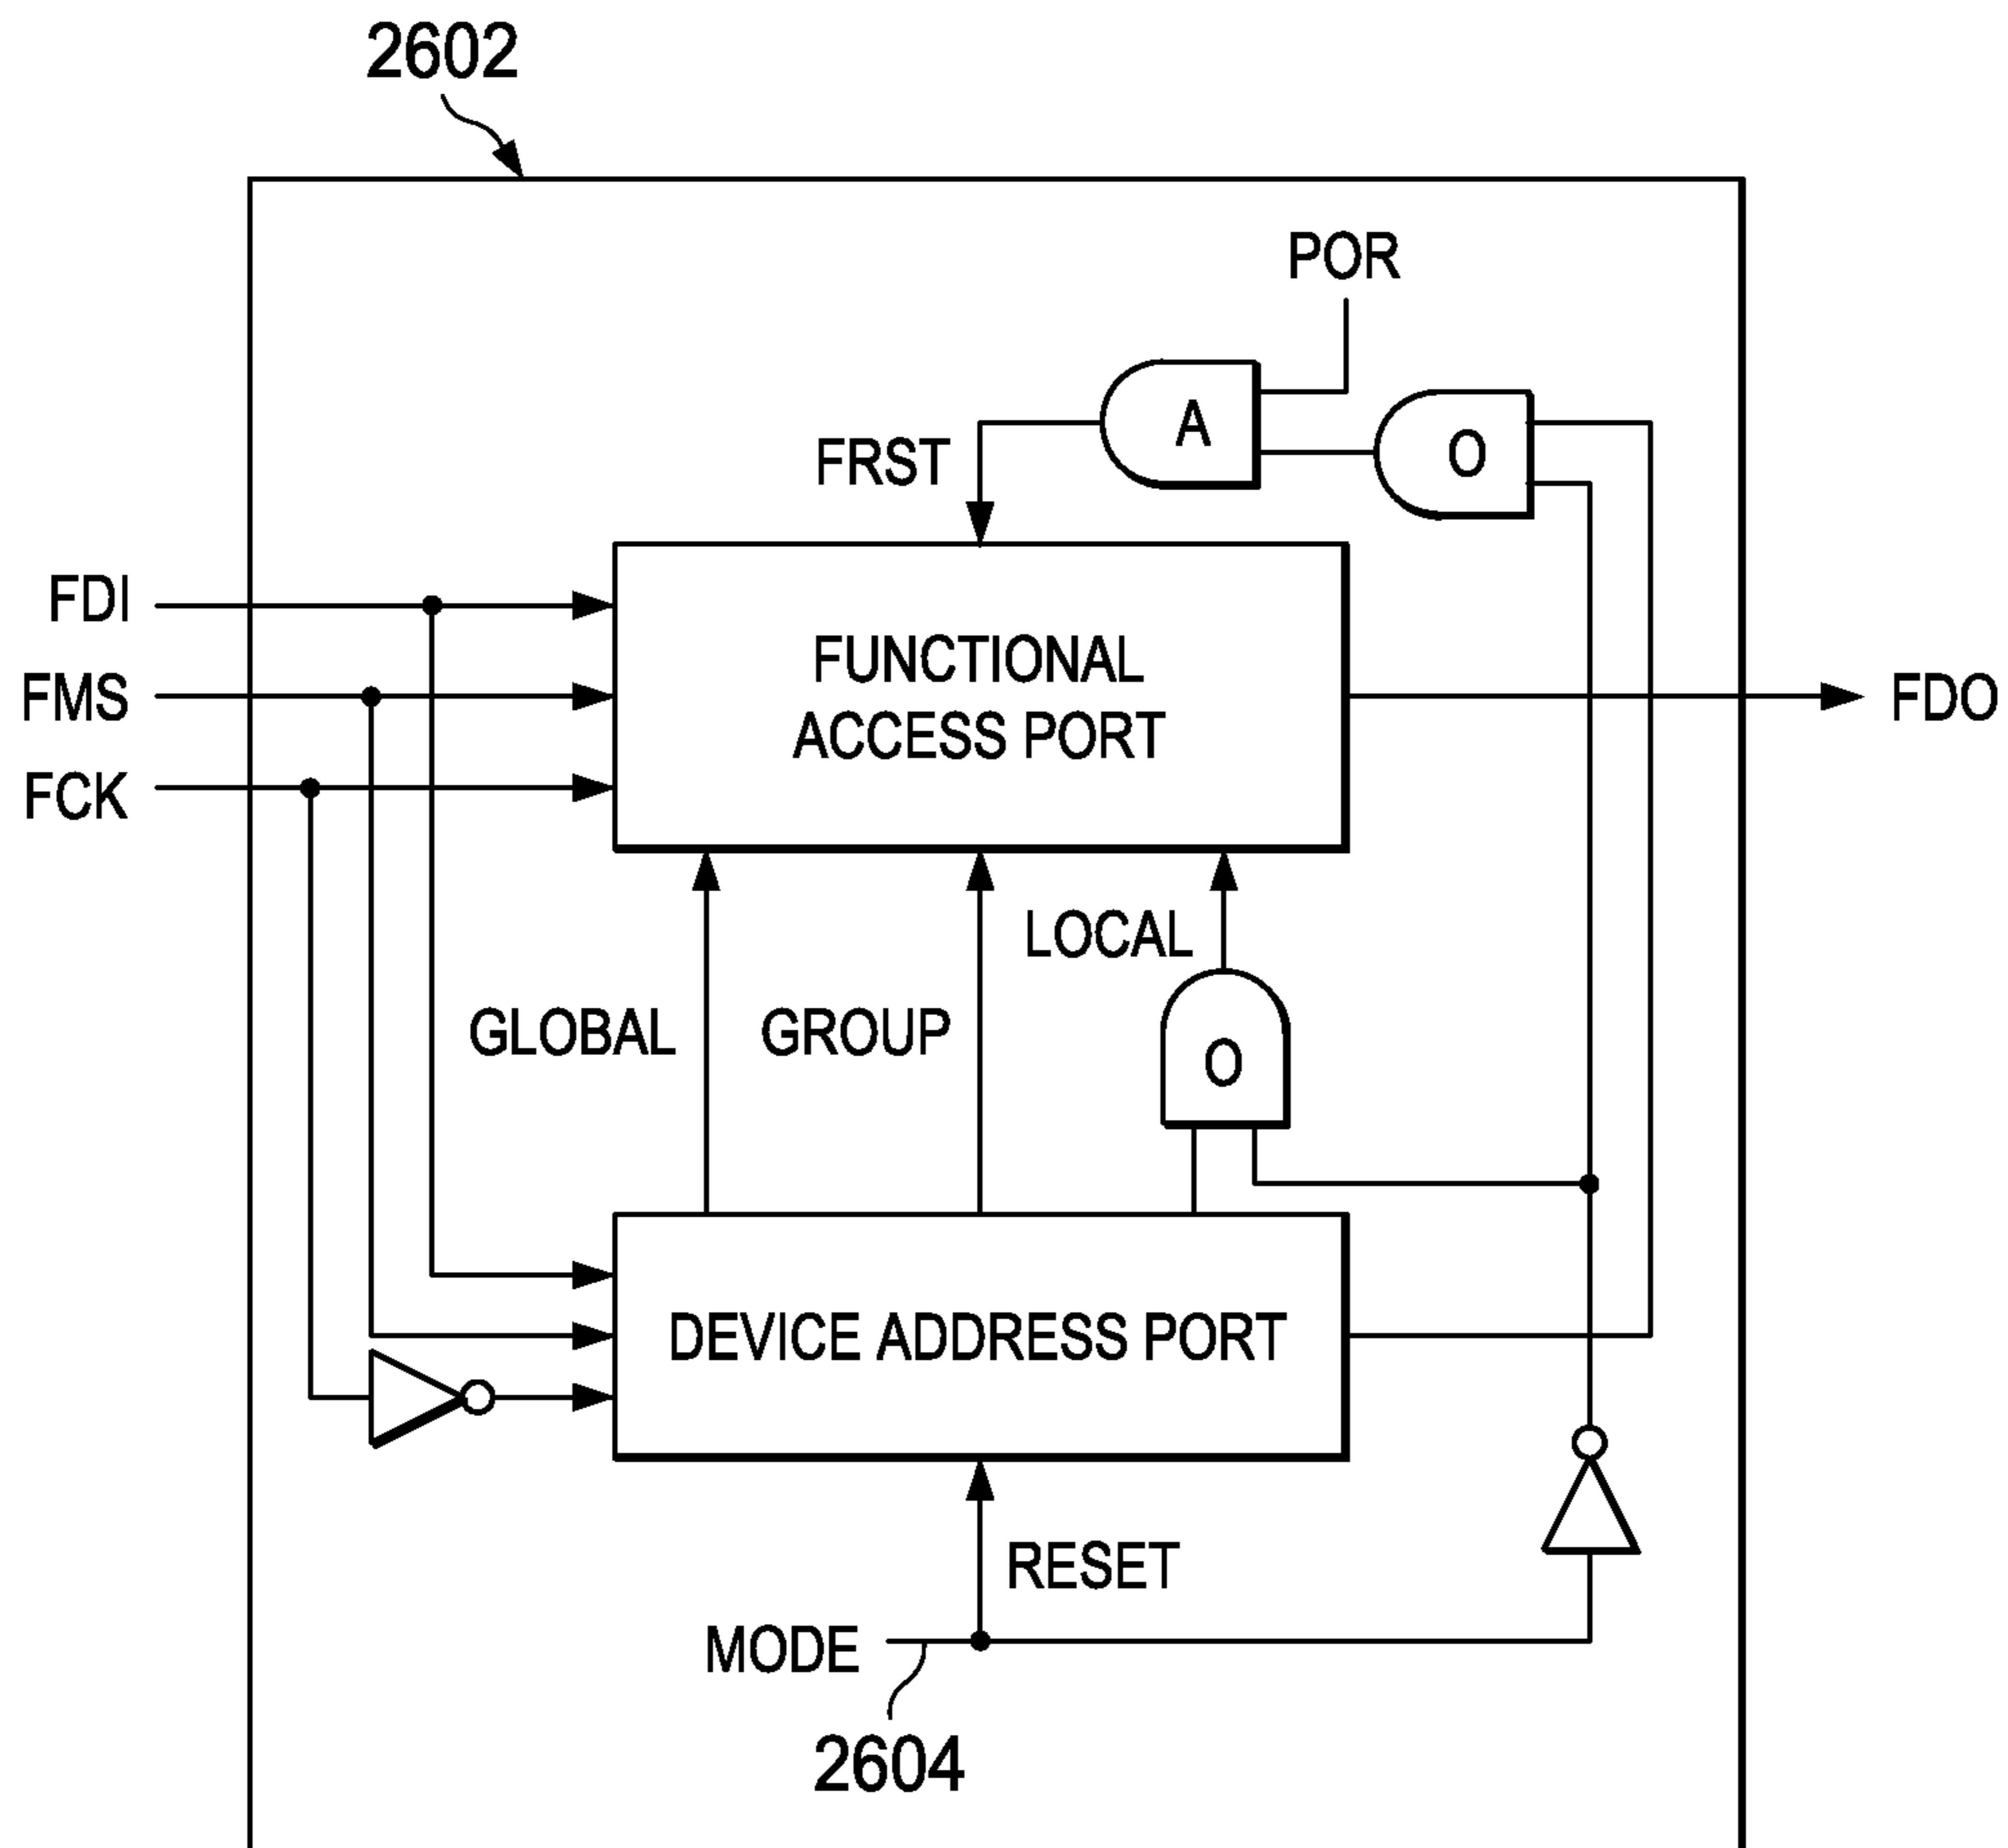 2602
POR
A
O
FRST
FDI
FMS
FCK
FUNCTIONAL
ACCESS PORT
FDO
LOCAL
GLOBAL
GROUP
O
DEVICE ADDRESS PORT
RESET
MODE
2604